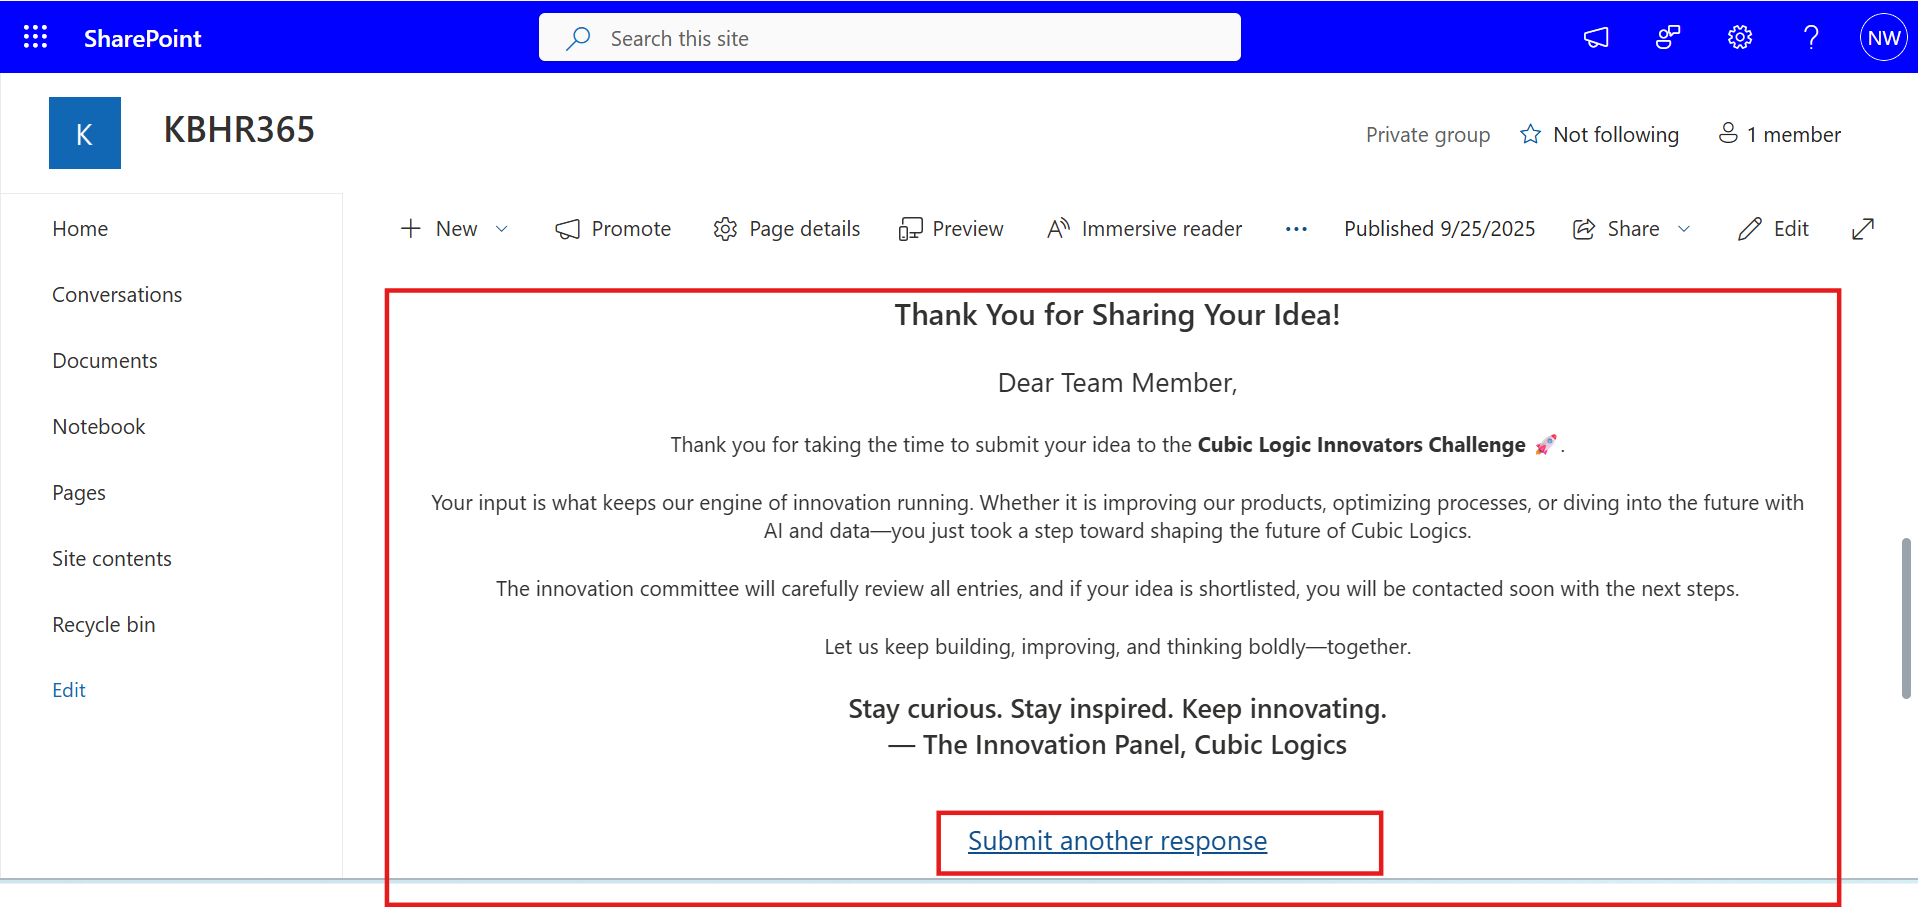 SharePoint
Search this site
NW
K
KBHR365
Private group
Not following
1 member
Home
Conversations
Documents
Notebook
Pages
Site contents
Recycle bin
Edit
New
Promote
Page details
Preview
Immersive reader
Published 9/25/2025
Share
Edit
Thank You for Sharing Your Idea!
Dear Team Member,
Thank you for taking the time to submit your idea to the Cubic Logic Innovators Challenge 🚀.
Your input is what keeps our engine of innovation running. Whether it is improving our products, optimizing processes, or diving into the future with
AI and data—you just took a step toward shaping the future of Cubic Logics.
The innovation committee will carefully review all entries, and if your idea is shortlisted, you will be contacted soon with the next steps.
Let us keep building, improving, and thinking boldly—together.
Stay curious. Stay inspired. Keep innovating.
— The Innovation Panel, Cubic Logics
Submit another response